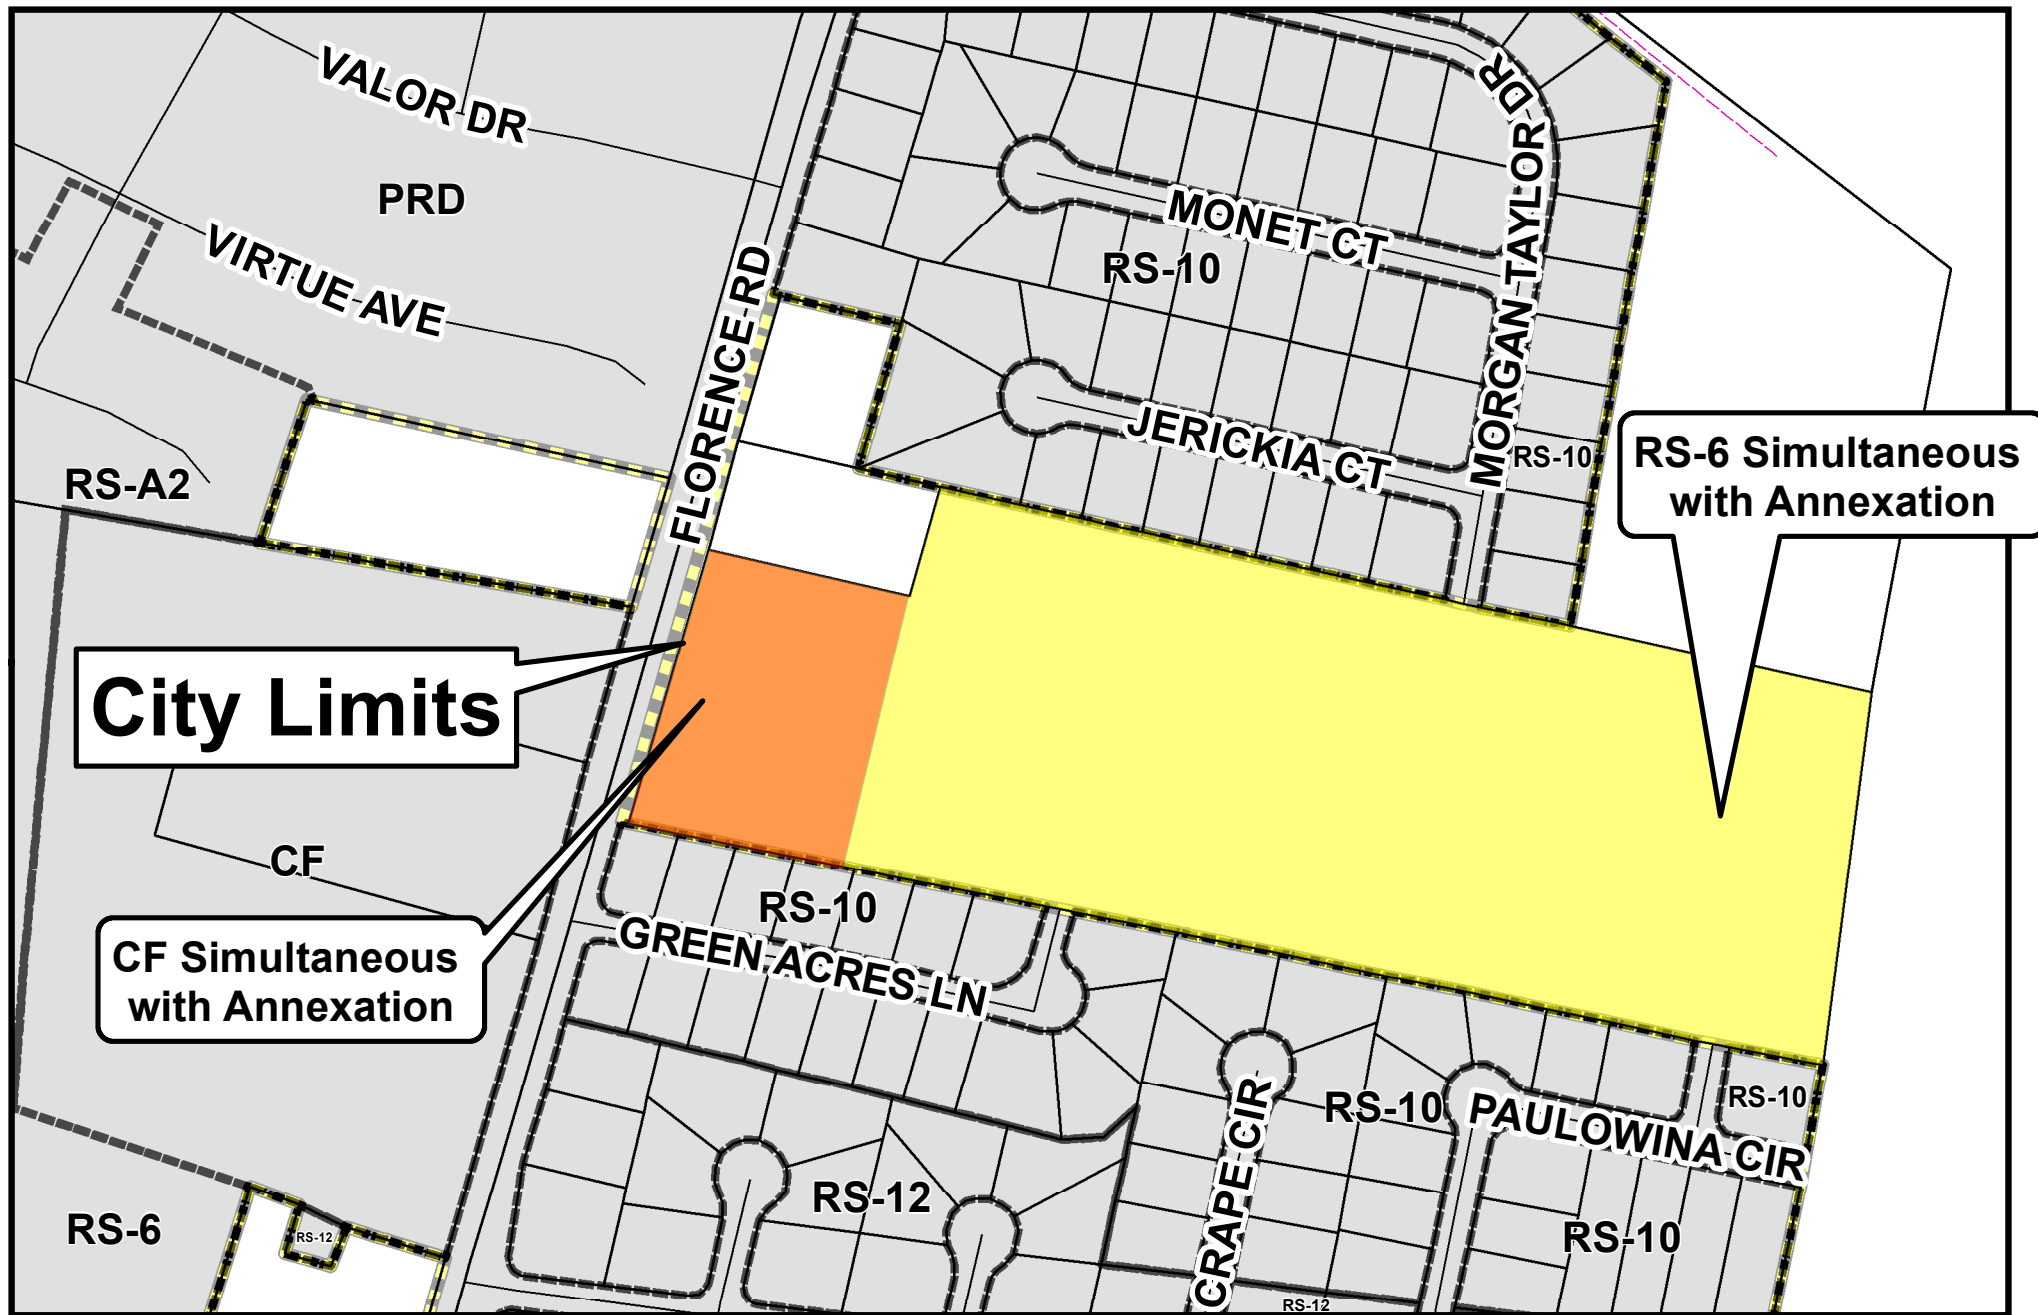 VALOR DR
PRD
VIRTUE AVE
FLORENCE RD
MONET CT
RS-10
MORGAN TAYLOR DR
JERICKIA CT
RS-10
RS-A2
RS-6 Simultaneous
with Annexation
City Limits
CF
CF Simultaneous
with Annexation
RS-10
GREEN ACRES LN
CRAPE CIR
RS-10
PAULOWINA CIR
RS-10
RS-12
RS-10
RS-6
RS-12
RS-12